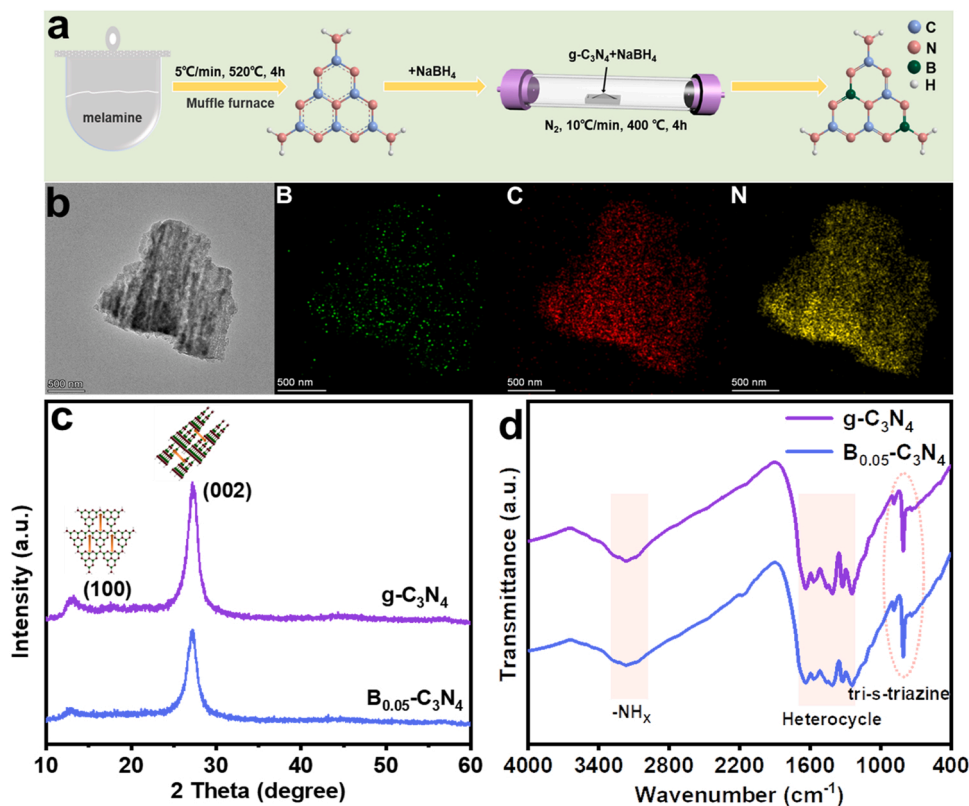 a
melamine
5℃/min, 520℃, 4h
Muffle furnace
+NaBH₄
g-C₃N₄+NaBH₄
N₂, 10℃/min, 400 ℃, 4h
C
N
B
H
b
500 nm
B
500 nm
C
500 nm
N
500 nm
c
(002)
(100)
g-C₃N₄
B₀.₀₅-C₃N₄
Intensity (a.u.)
10 20 30 40 50 60
2 Theta (degree)
d
g-C₃N₄
B₀.₀₅-C₃N₄
Transmittance (a.u.)
-NHₓ
Heterocycle
tri-s-triazine
4000 3400 2800 2200 1600 1000 400
Wavenumber (cm⁻¹)